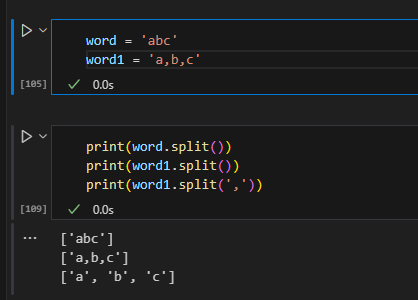 word = 'abc'
word1 = 'a,b,c'
[105]
0.0s
print(word.split())
print(word1.split())
print(word1.split(','))
[109]
0.0s
...
['abc']
['a,b,c']
['a', 'b', 'c']